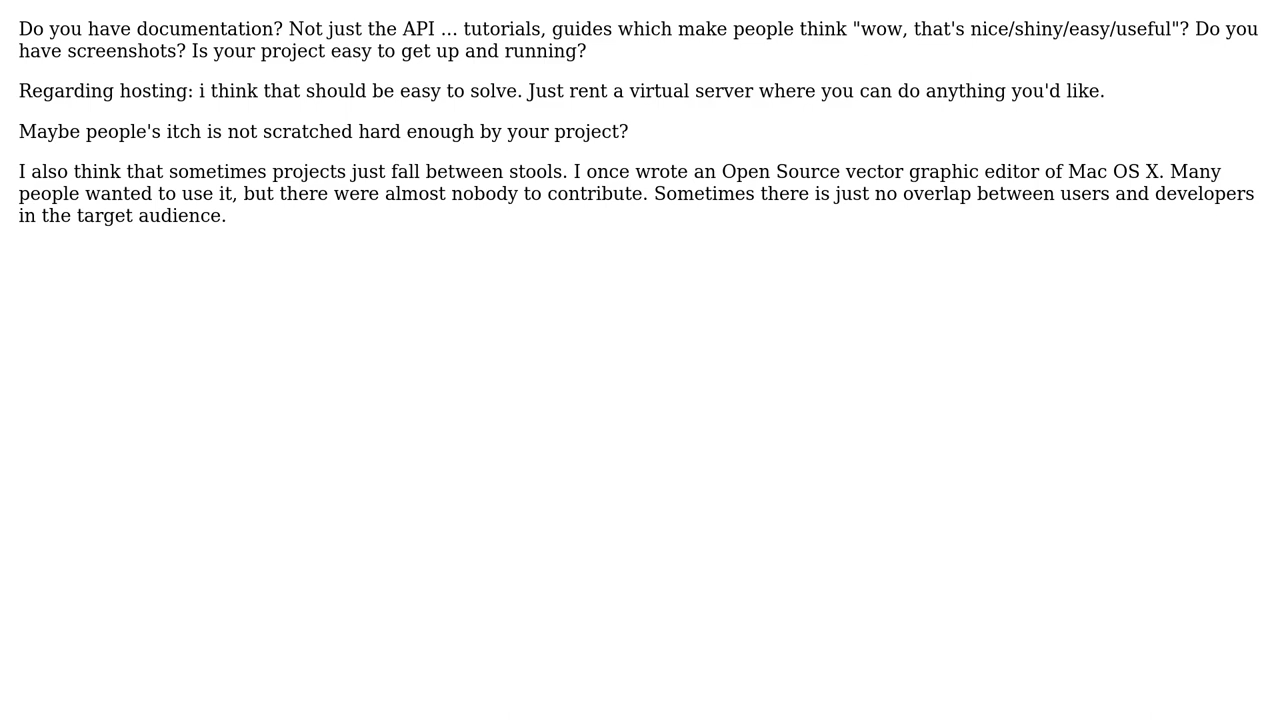 Do you have documentation? Not just the API ... tutorials, guides which make people think "wow, that's nice/shiny/easy/useful"? Do you
have screenshots? Is your project easy to get up and running?
Regarding hosting: i think that should be easy to solve. Just rent a virtual server where you can do anything you'd like.
Maybe people's itch is not scratched hard enough by your project?
I also think that sometimes projects just fall between stools. I once wrote an Open Source vector graphic editor of Mac OS X. Many
people wanted to use it, but there were almost nobody to contribute. Sometimes there is just no overlap between users and developers
in the target audience.